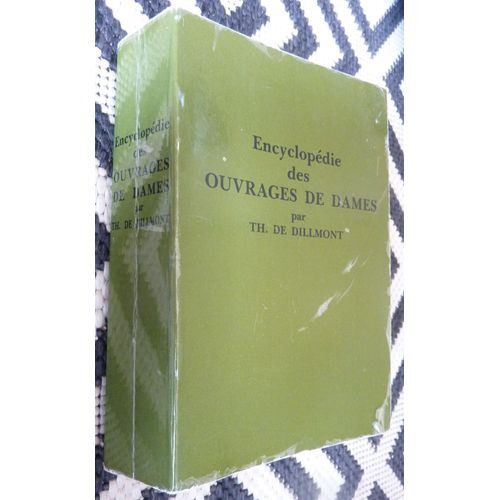 Encyclopédie
des
OUVRAGES
DE DAMES
par
TH. DE DILLMONT
Encyclopédie
des
OUVRAGES DE DAMES
par
TH. DE DILLMONT